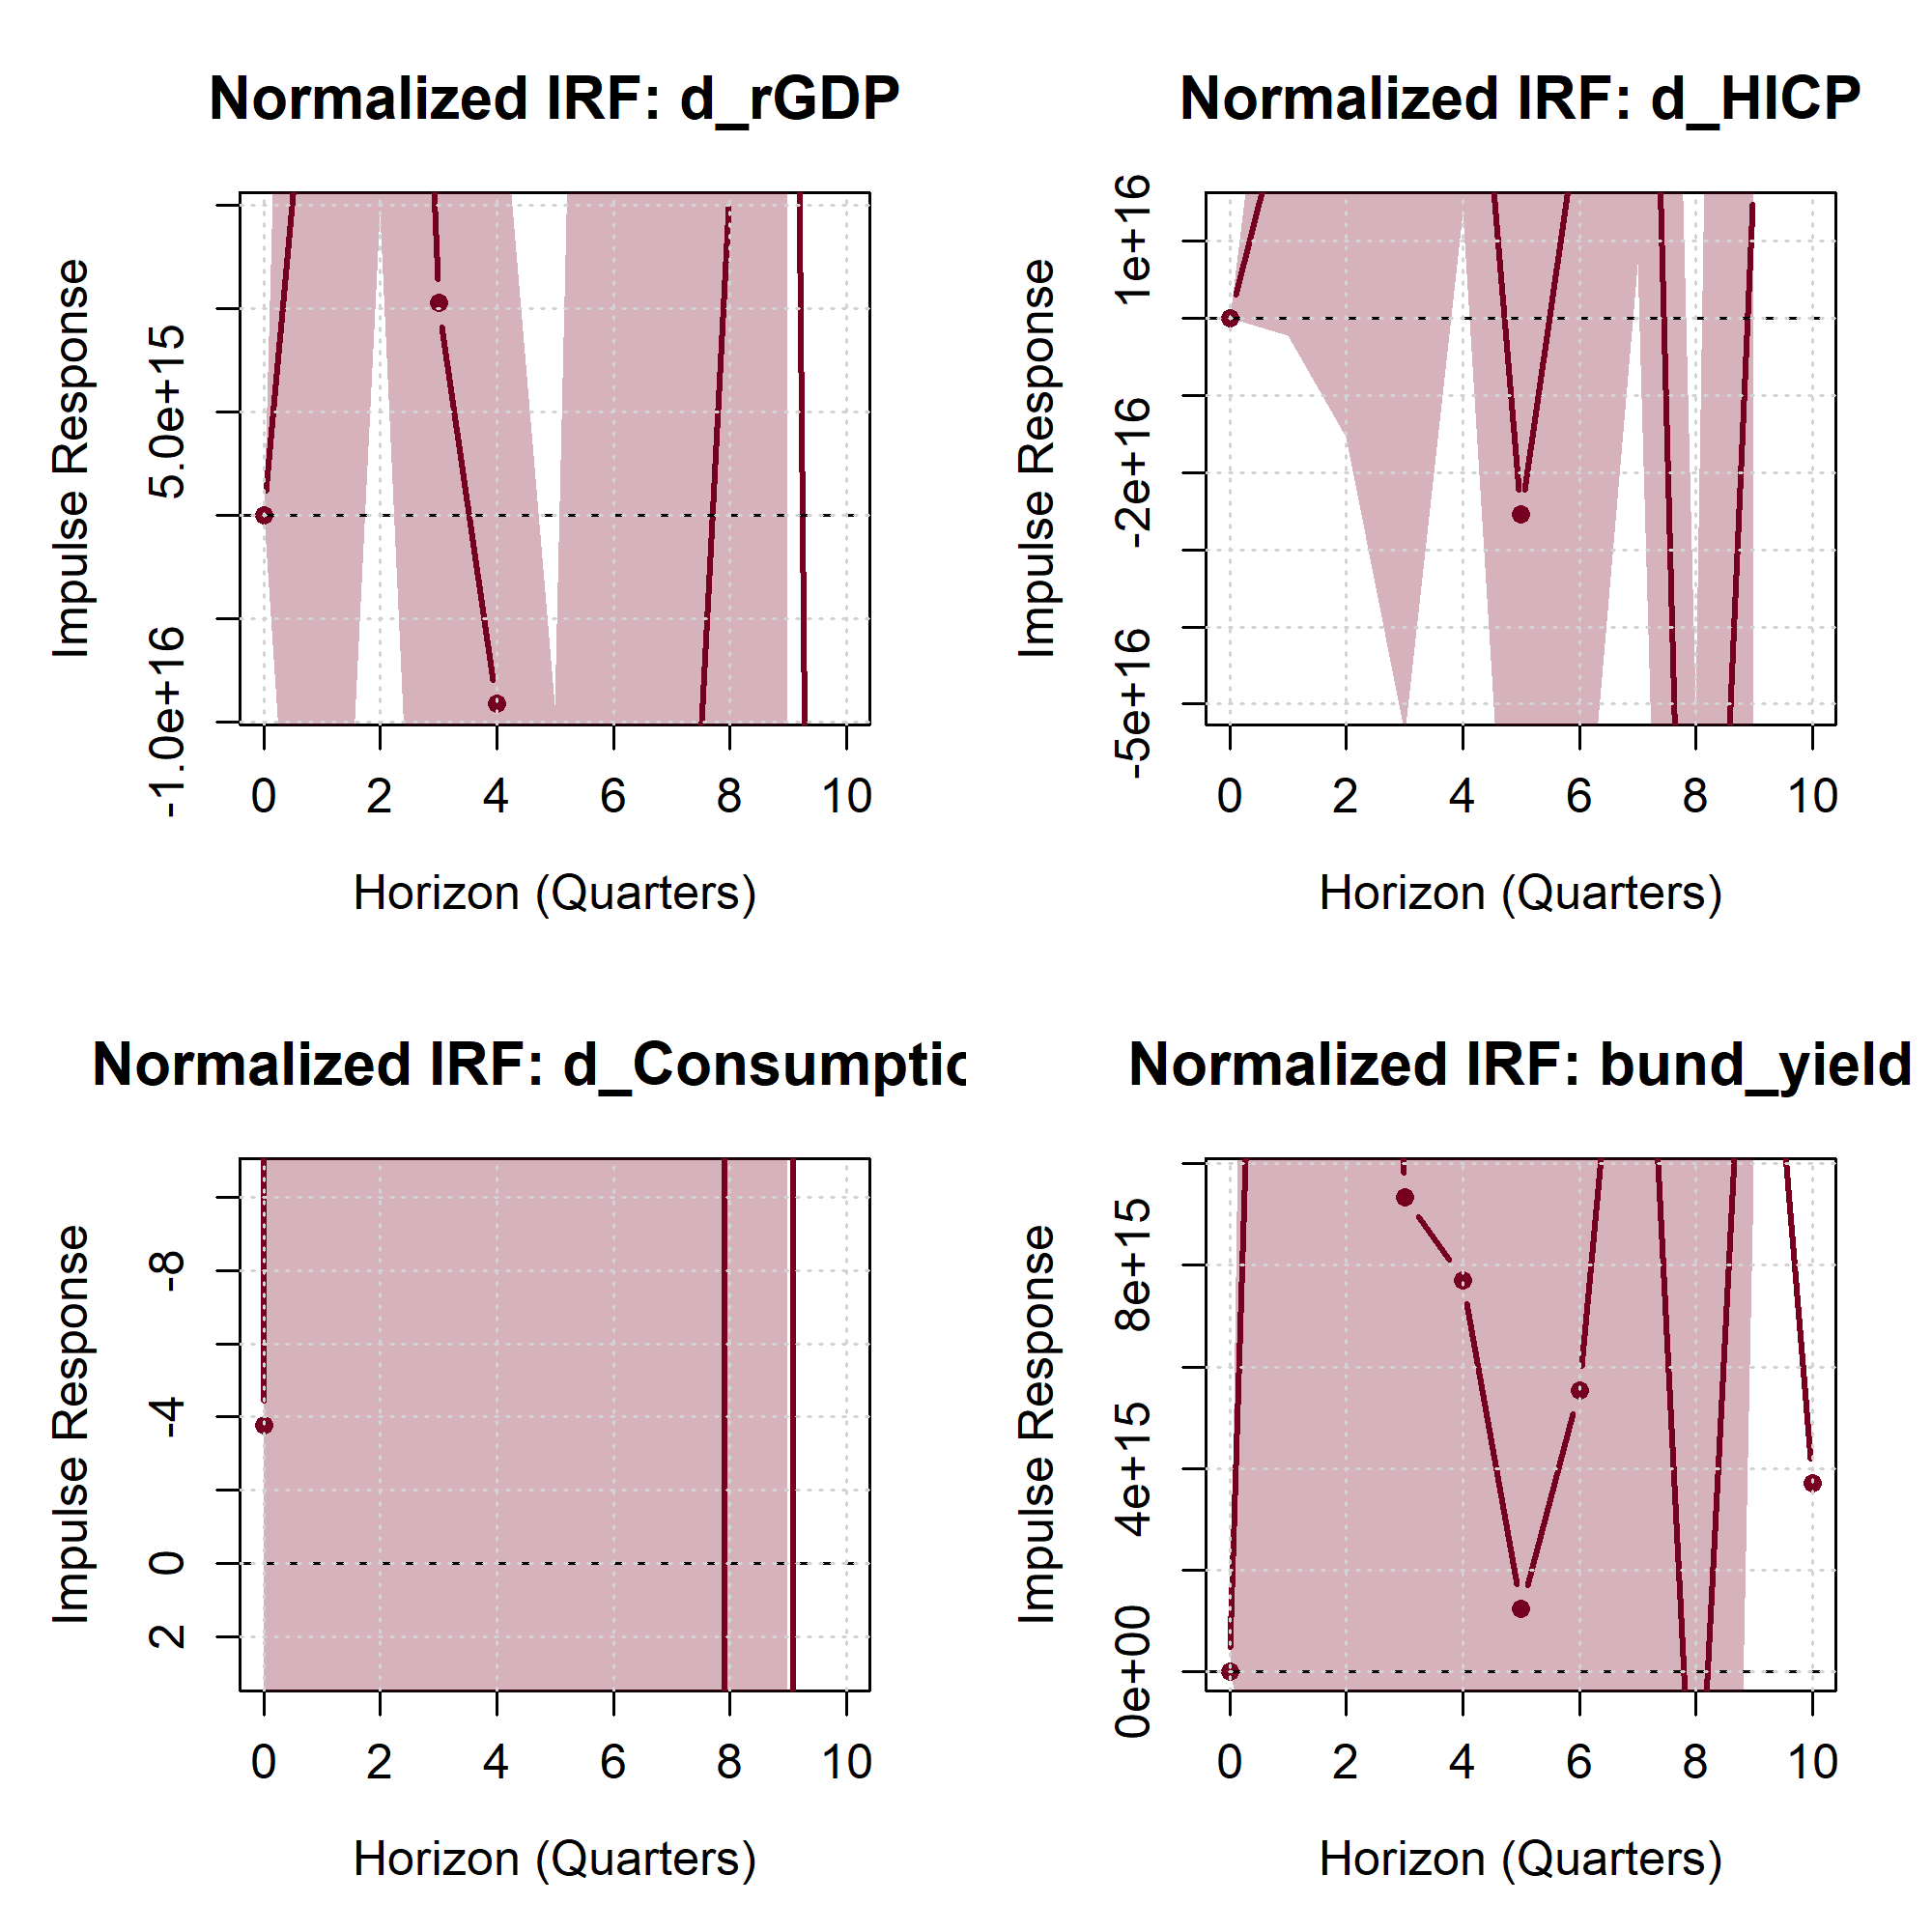 Normalized IRF: d_rGDP
Impulse Response
5.0e+15
-1.0e+16
0 2 4 6 8 10
Horizon (Quarters)
Normalized IRF: d_HICP
Impulse Response
1e+16
-2e+16
-5e+16
0 2 4 6 8 10
Horizon (Quarters)
Normalized IRF: d_Consumptic
Impulse Response
-8
-4
0
2
0 2 4 6 8 10
Horizon (Quarters)
Normalized IRF: bund_yield
Impulse Response
8e+15
4e+15
0e+00
0 2 4 6 8 10
Horizon (Quarters)